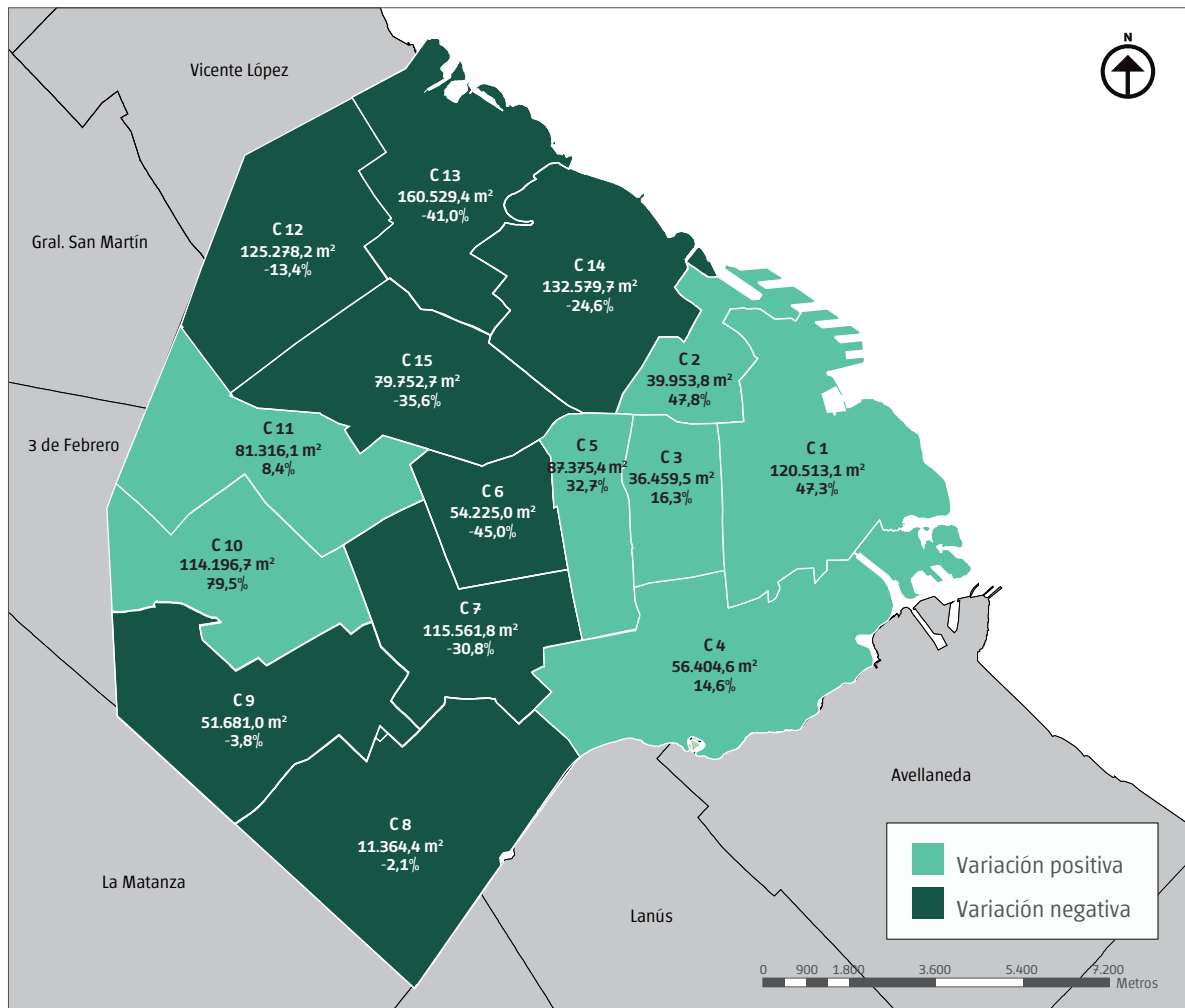 N
Vicente López
C 13
160.529,4 m²
-41,0%
C 12
125.278,2 m²
-13,4%
Gral. San Martín
C 14
132.579,7 m²
-24,6%
C 15
79.752,7 m²
-35,6%
C 2
39.953,8 m²
47,8%
3 de Febrero
C 11
81.316,1 m²
8,4%
C 5
87.375,4 m²
32,7%
C 3
36.459,5 m²
16,3%
C 1
120.513,1 m²
47,3%
C 6
54.225,0 m²
-45,0%
C 10
114.196,7 m²
79,5%
C 7
115.561,8 m²
-30,8%
C 4
56.404,6 m²
14,6%
C 9
51.681,0 m²
-3,8%
Avellaneda
C 8
11.364,4 m²
-2,1%
La Matanza
Lanús
Variación positiva
Variación negativa
0 900 1.800 3.600 5.400 7.200
Metros